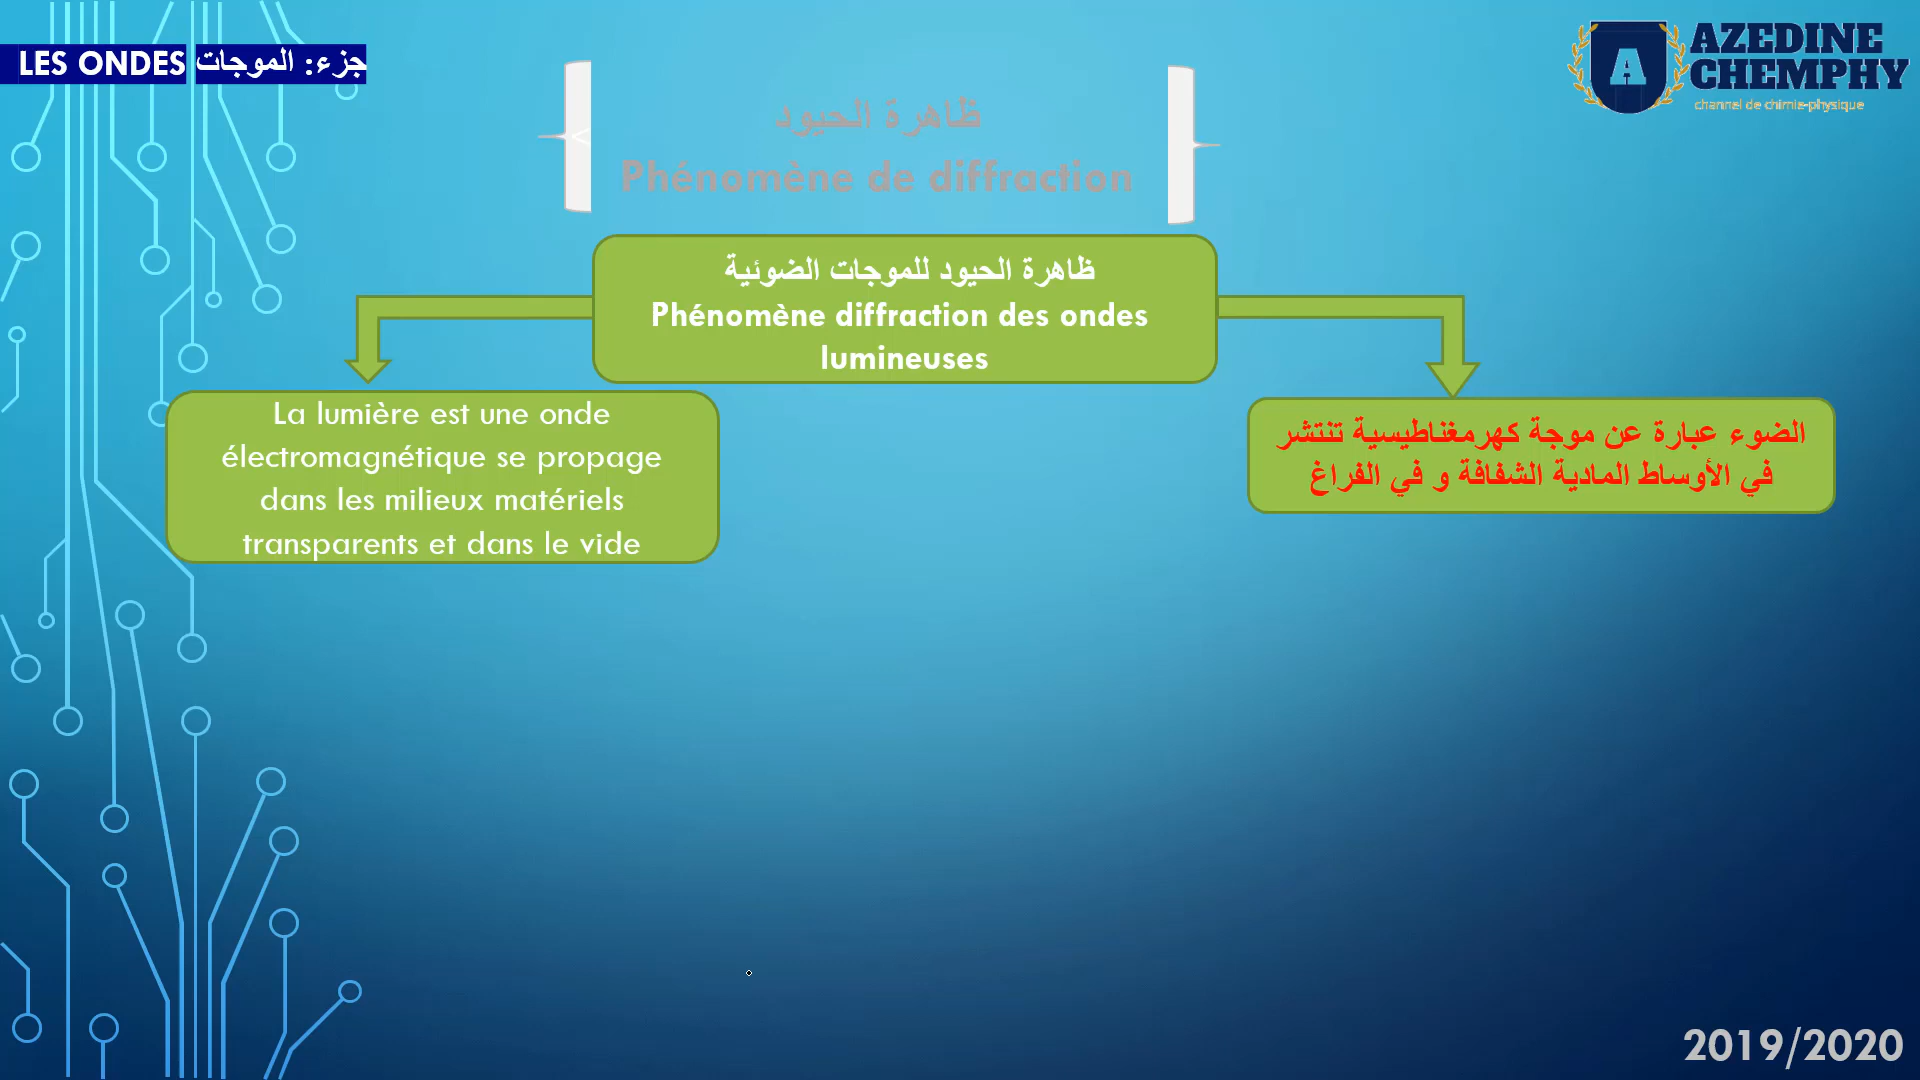 LES ONDES جزء: الموجات
AZEDINE
CHEMPHY
channel de chimie-physique
A
ظاهرة الحيود
Phénomène de diffraction
ظاهرة الحيود للموجات الضوئية
Phénomène diffraction des ondes
lumineuses
La lumière est une onde
électromagnétique se propage
dans les milieux matériels
transparents et dans le vide
الضوء عبارة عن موجة كهرمغناطيسية تنتشر
في الأوساط المادية الشفافة و في الفراغ
2019/2020